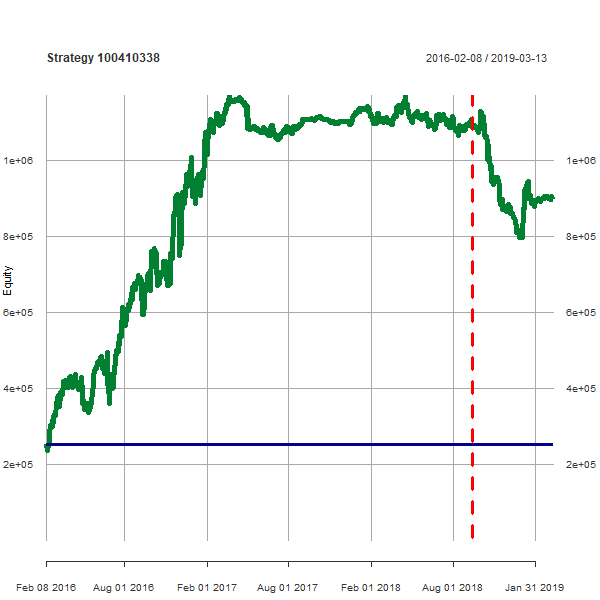 Strategy 100410338
2016-02-08 / 2019-03-13
1e+06
1e+06
8e+05
8e+05
Equity
6e+05
6e+05
4e+05
4e+05
2e+05
2e+05
Feb 08 2016
Aug 01 2016
Feb 01 2017
Aug 01 2017
Feb 01 2018
Aug 01 2018
Jan 31 2019